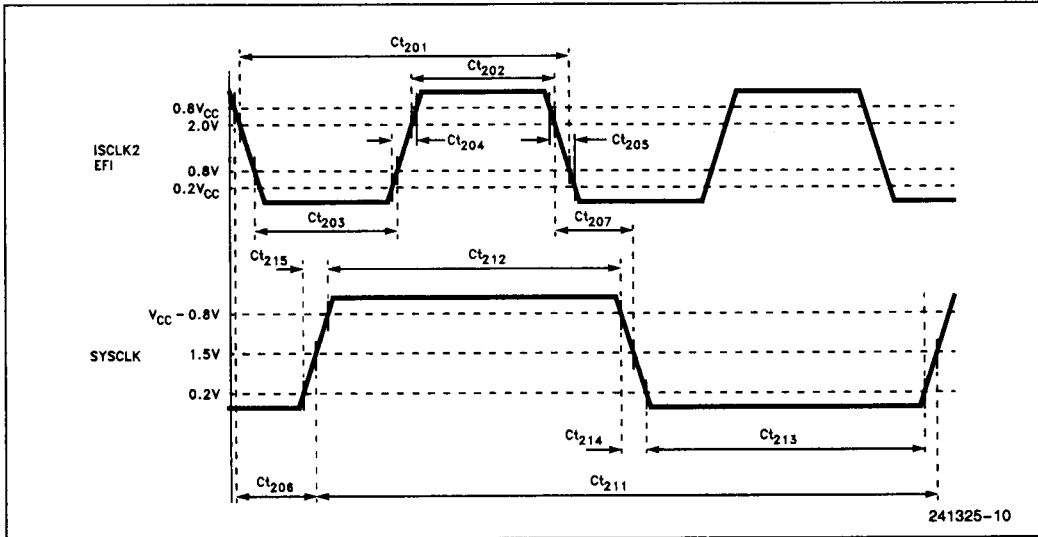 Ct201
Ct202
0.8VCC
2.0V
Ct204
Ct205
ISCLK2
EFI
0.8V
0.2VCC
Ct203
Ct207
Ct215
Ct212
VCC - 0.8V
SYSCLK
1.5V
0.2V
Ct214
Ct213
Ct206
Ct211
241325-10